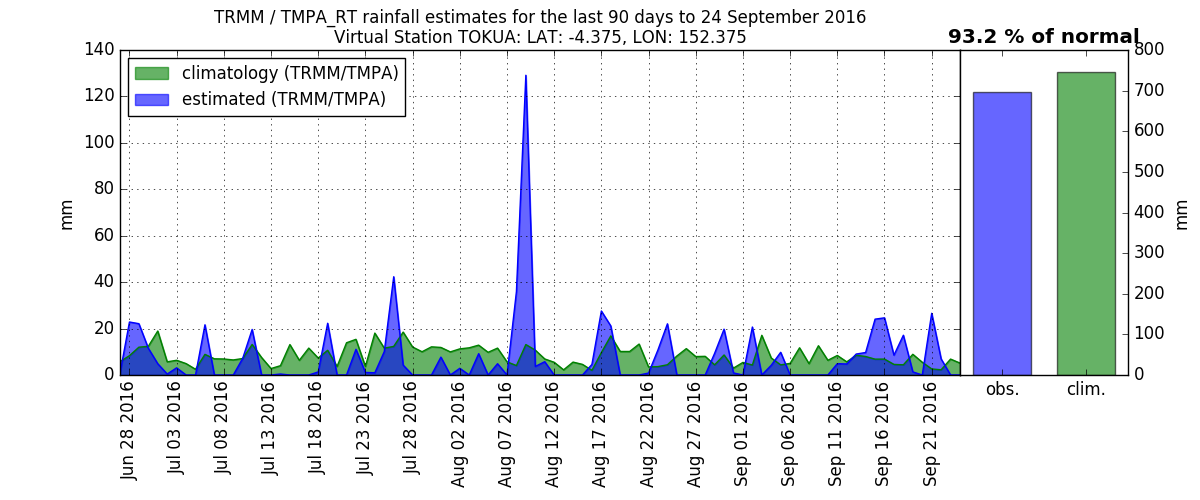 TRMM / TMPA_RT rainfall estimates for the last 90 days to 24 September 2016
Virtual Station TOKUA: LAT: -4.375, LON: 152.375
93.2 % of normal
climatology (TRMM/TMPA)
estimated (TRMM/TMPA)
mm
140
120
100
80
60
40
20
0
Jun 28 2016
Jul 03 2016
Jul 08 2016
Jul 13 2016
Jul 18 2016
Jul 23 2016
Jul 28 2016
Aug 02 2016
Aug 07 2016
Aug 12 2016
Aug 17 2016
Aug 22 2016
Aug 27 2016
Sep 01 2016
Sep 06 2016
Sep 11 2016
Sep 16 2016
Sep 21 2016
obs.
clim.
800
700
600
500
400
300
200
100
0
mm